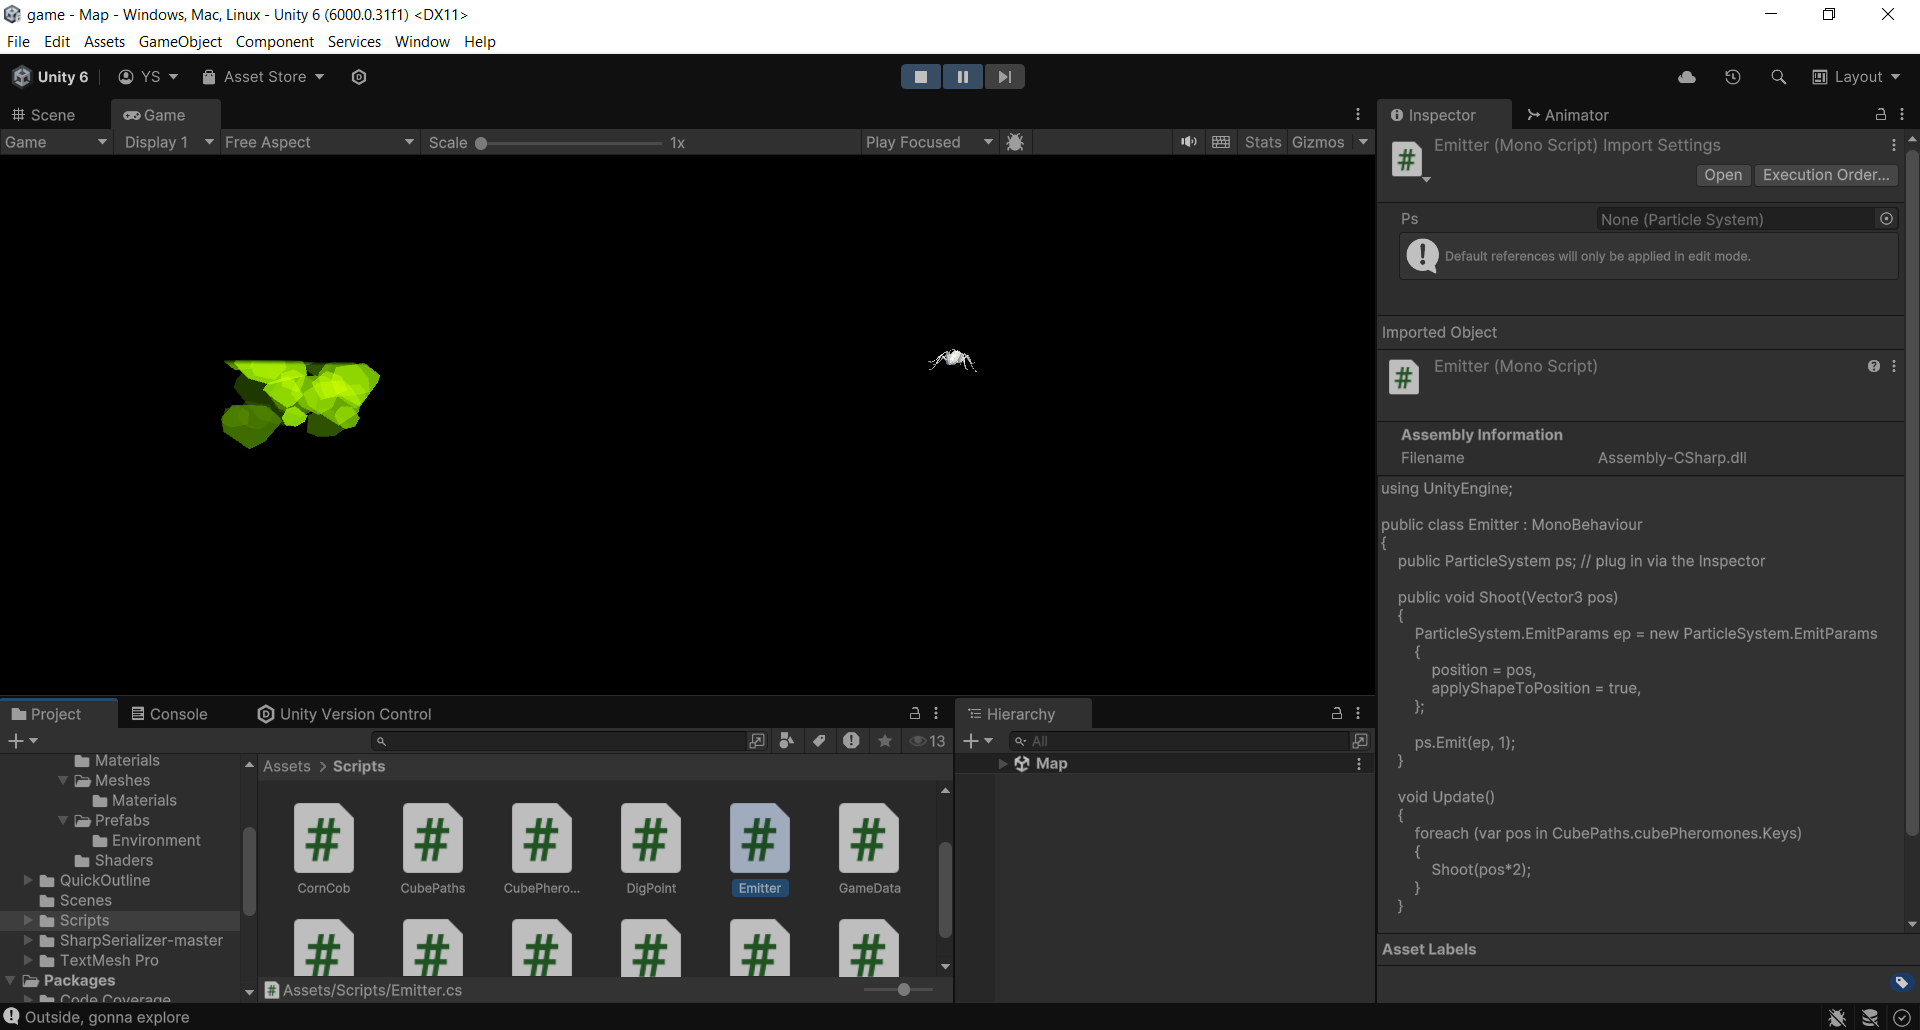 game - Map - Windows, Mac, Linux - Unity 6 (6000.0.31f1) <DX11>
File Edit Assets GameObject Component Services Window Help
Unity 6 YS Asset Store Layout
Scene Game
Game Display 1 Free Aspect Scale 1x Play Focused Stats Gizmos
Inspector Animator
Emitter (Mono Script) Import Settings
Open Execution Order...
Ps None (Particle System)
Default references will only be applied in edit mode.
Imported Object
Emitter (Mono Script)
Assembly Information
Filename Assembly-CSharp.dll
using UnityEngine;
public class Emitter : MonoBehaviour
{
public ParticleSystem ps; // plug in via the Inspector
public void Shoot(Vector3 pos)
{
ParticleSystem.EmitParams ep = new ParticleSystem.EmitParams
{
position = pos,
applyShapeToPosition = true,
};
ps.Emit(ep, 1);
}
void Update()
{
foreach (var pos in CubePaths.cubePheromones.Keys)
{
Shoot(pos*2);
}
}
Asset Labels
Project Console Unity Version Control
13
Materials
Meshes
Materials
Prefabs
Environment
Shaders
QuickOutline
Scenes
Scripts
SharpSerializer-master
TextMesh Pro
Packages
Code Coverage
Assets > Scripts
CornCob CubePaths CubePhero... DigPoint Emitter GameData
Assets/Scripts/Emitter.cs
Hierarchy
All
Map
Outside, gonna explore